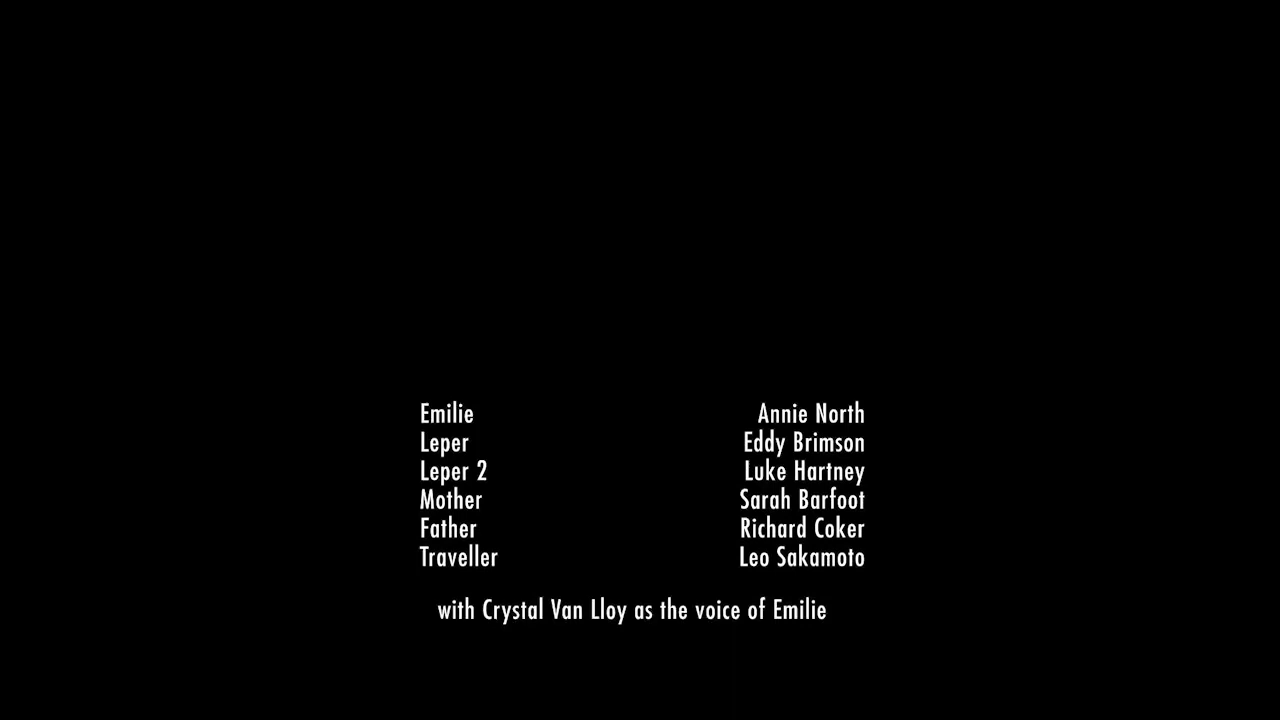 Emilie Annie North
Leper Eddy Brimson
Leper 2 Luke Hartney
Mother Sarah Barfoot
Father Richard Coker
Traveller Leo Sakamoto
with Crystal Van Lloy as the voice of Emilie